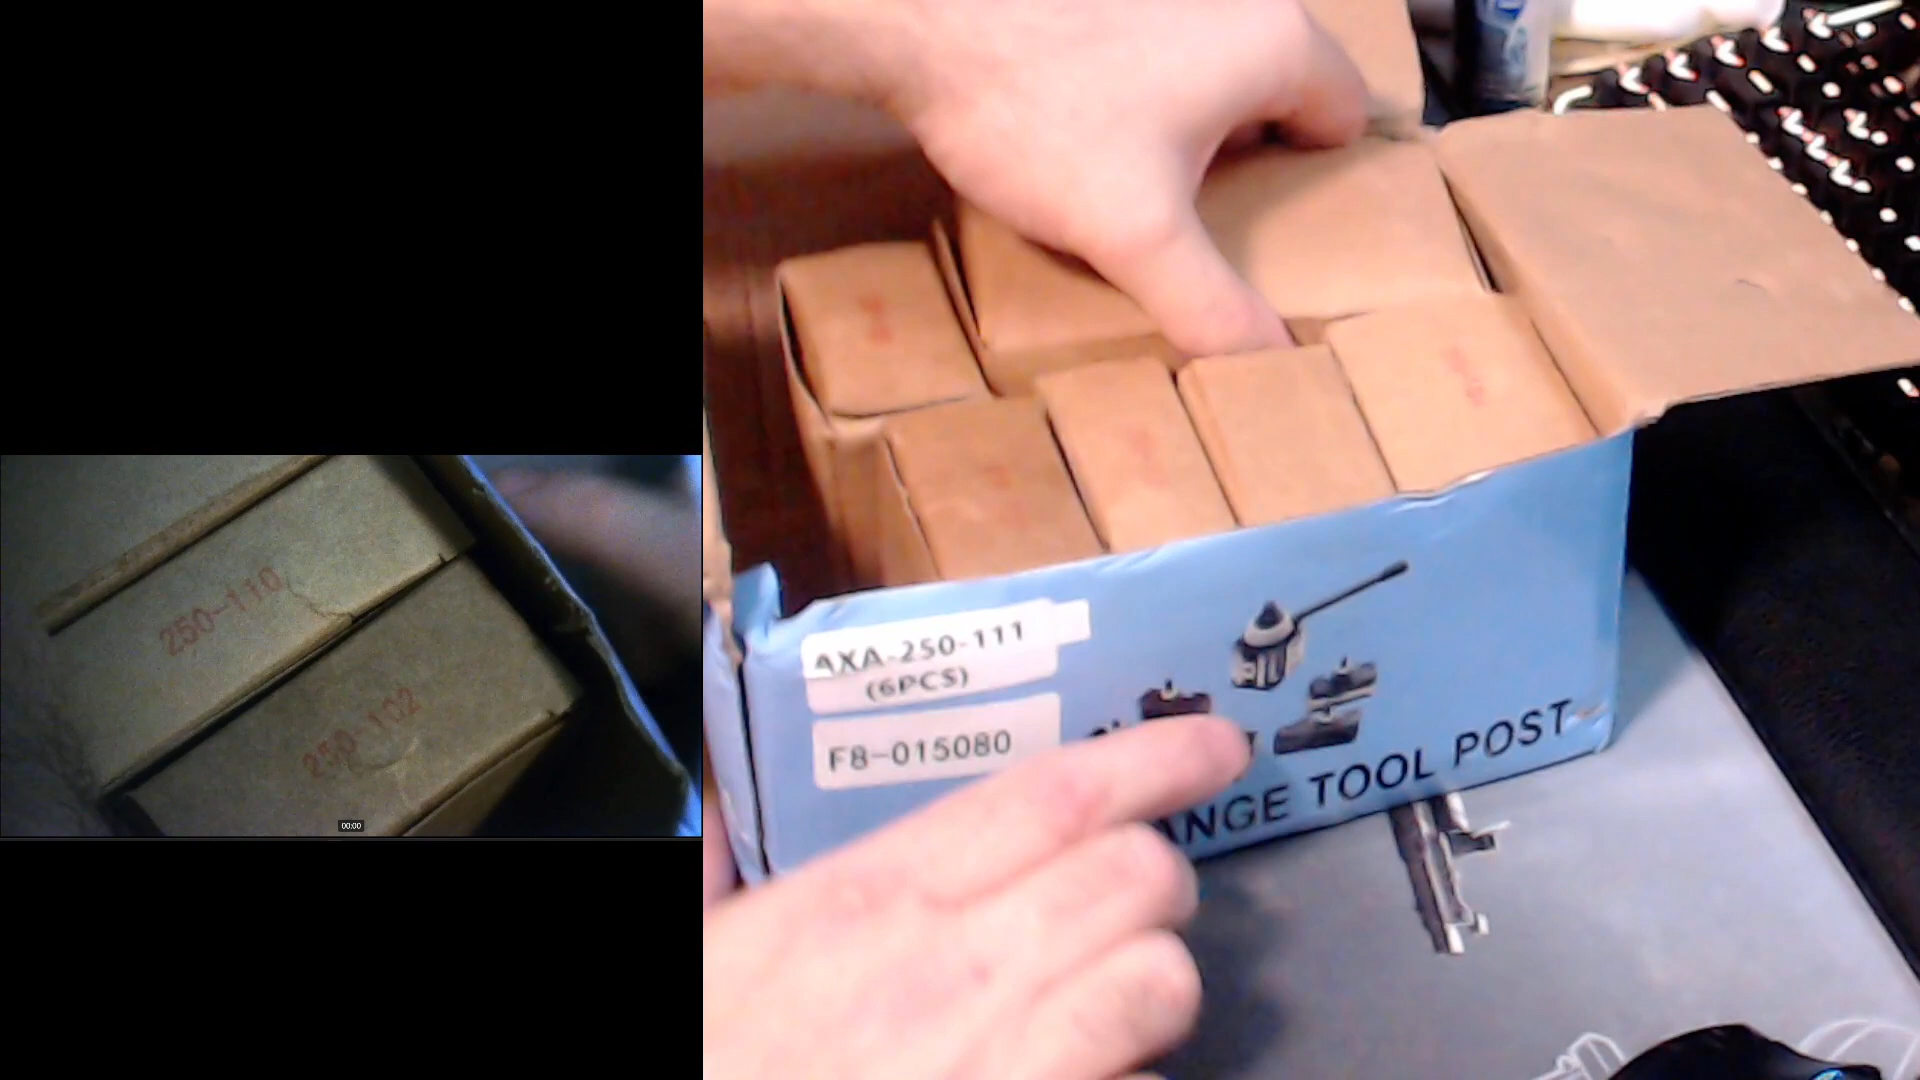 250-110
250-102
00:00
AXA-250-111
(6PCS)
F8-015080
ANGE TOOL POST